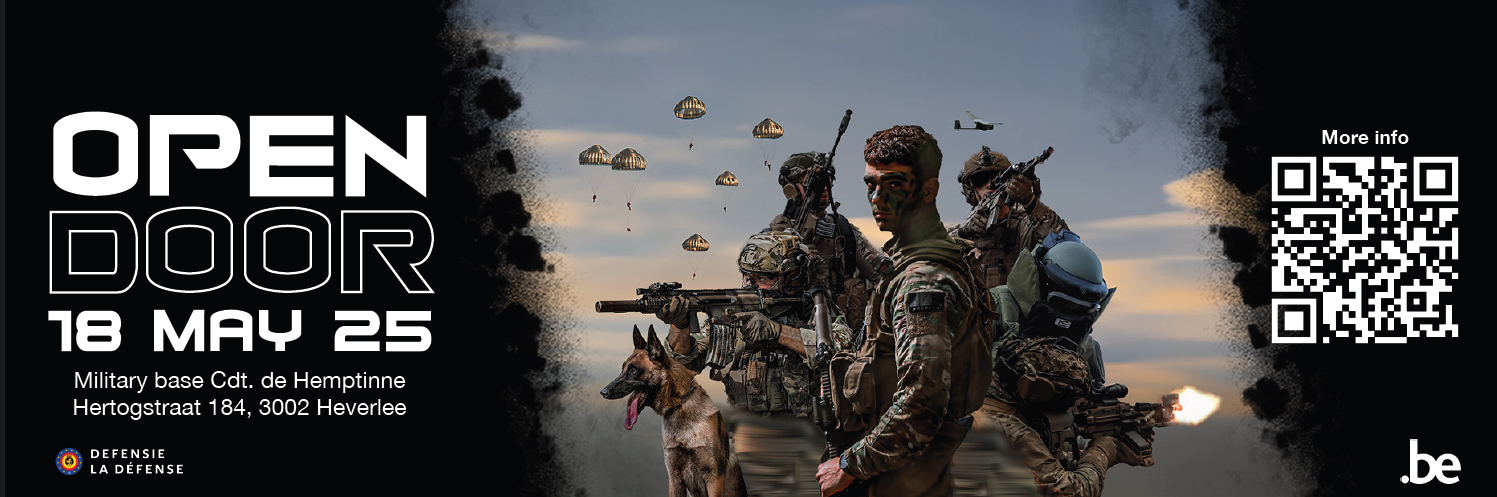 OPEN
DOOR
18 MAY 25
Military base Cdt. de Hemptinne
Hertogstraat 184, 3002 Heverlee
DEFENSIE
LA DÉFENSE
More info
.be